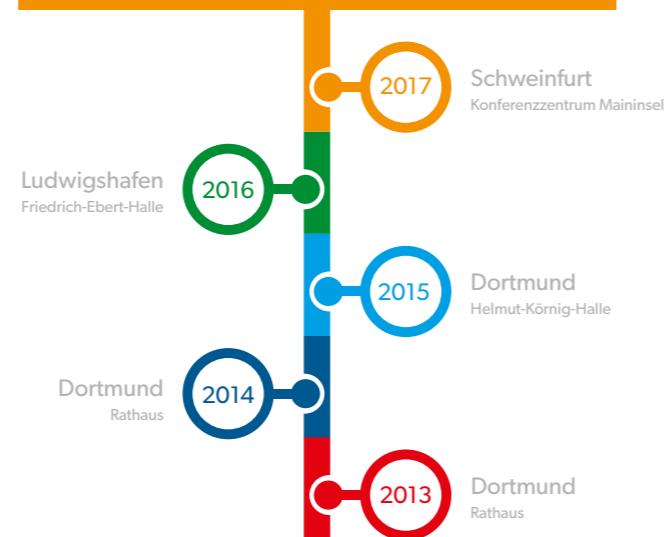 2017
Schweinfurt
Konferenzzentrum Maininsel
Ludwigshafen
Friedrich-Ebert-Halle
2016
2015
Dortmund
Helmut-Körnig-Halle
Dortmund
Rathaus
2014
2013
Dortmund
Rathaus